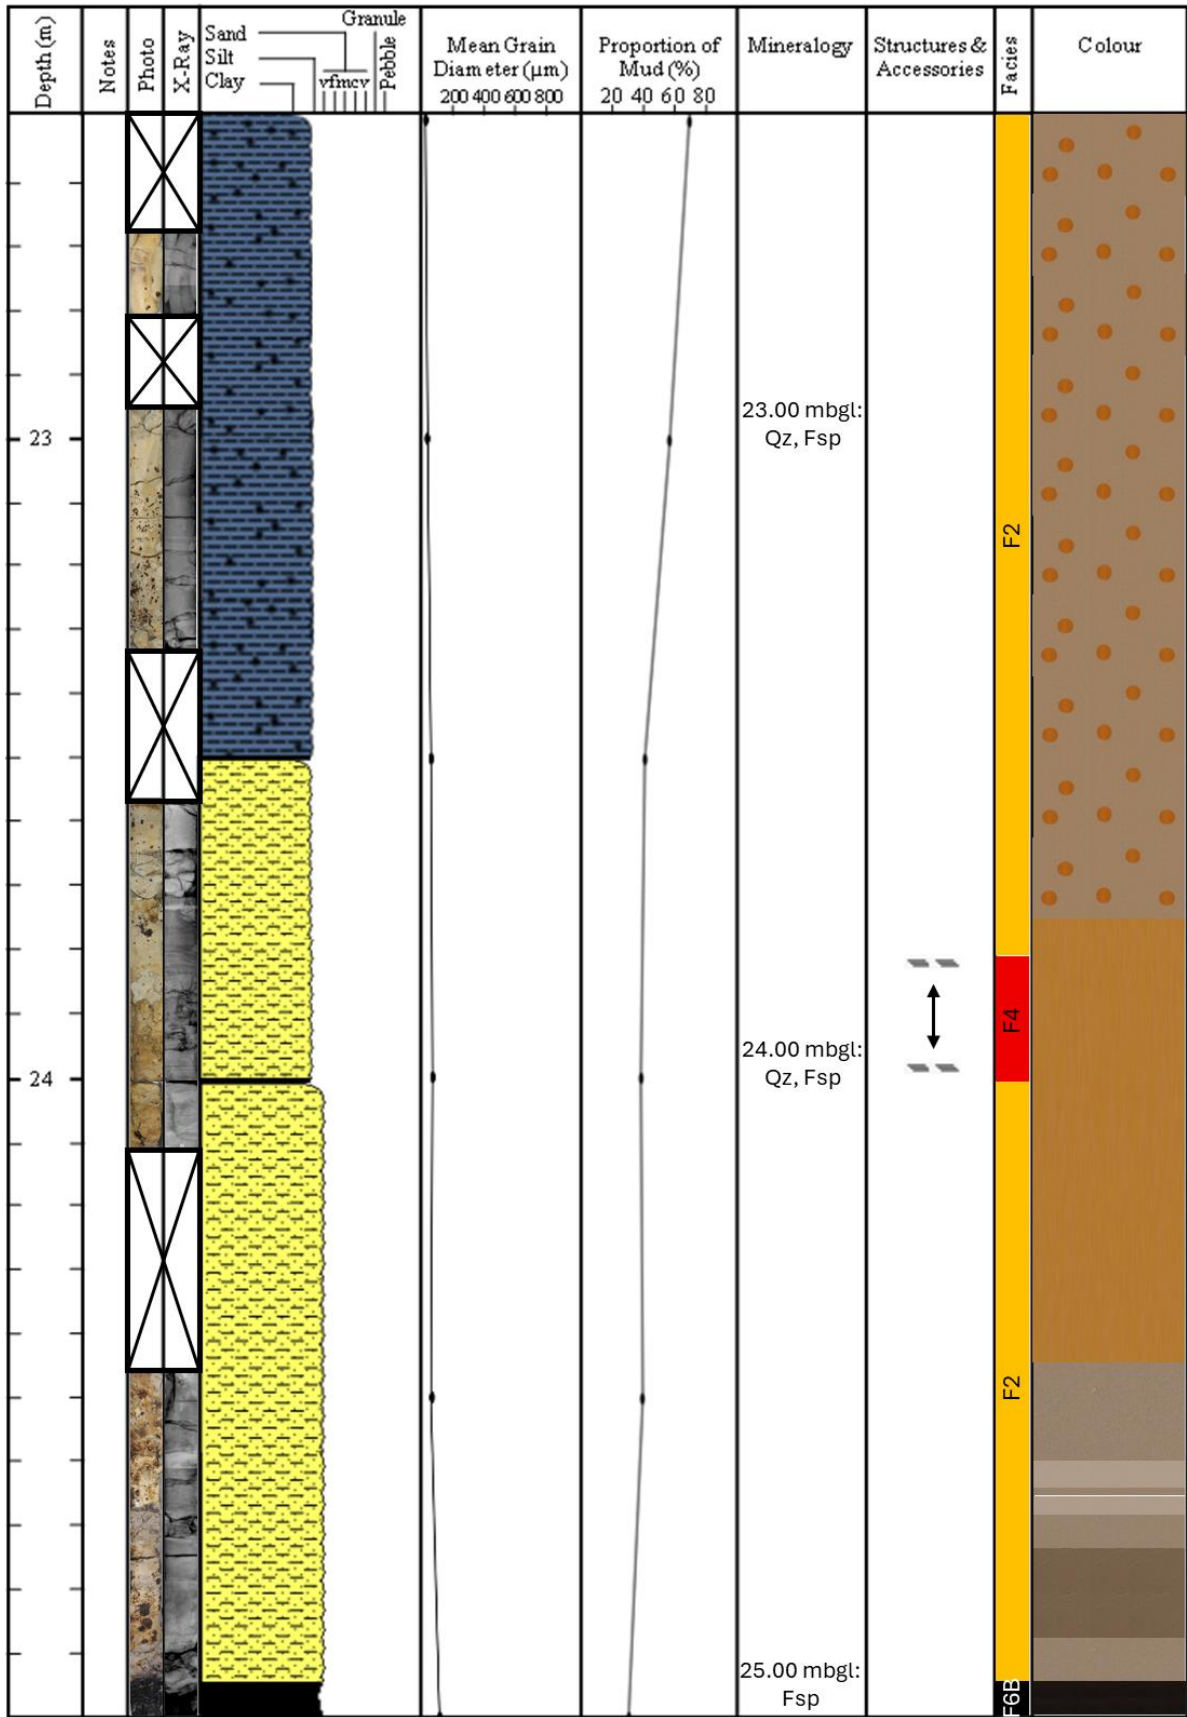 Depth (m)
Notes
Photo
X-Ray
Granule
Sand
Silt
Clay
vfmcv
Pebble
Mean Grain
Diameter (µm)
200 400 600 800
Proportion of
Mud (%)
20 40 60 80
Mineralogy
Structures &
Accessories
Facies
Colour
23
23.00 mbgl:
Qz, Fsp
F2
F4
24
24.00 mbgl:
Qz, Fsp
F2
25.00 mbgl:
Fsp
F6B